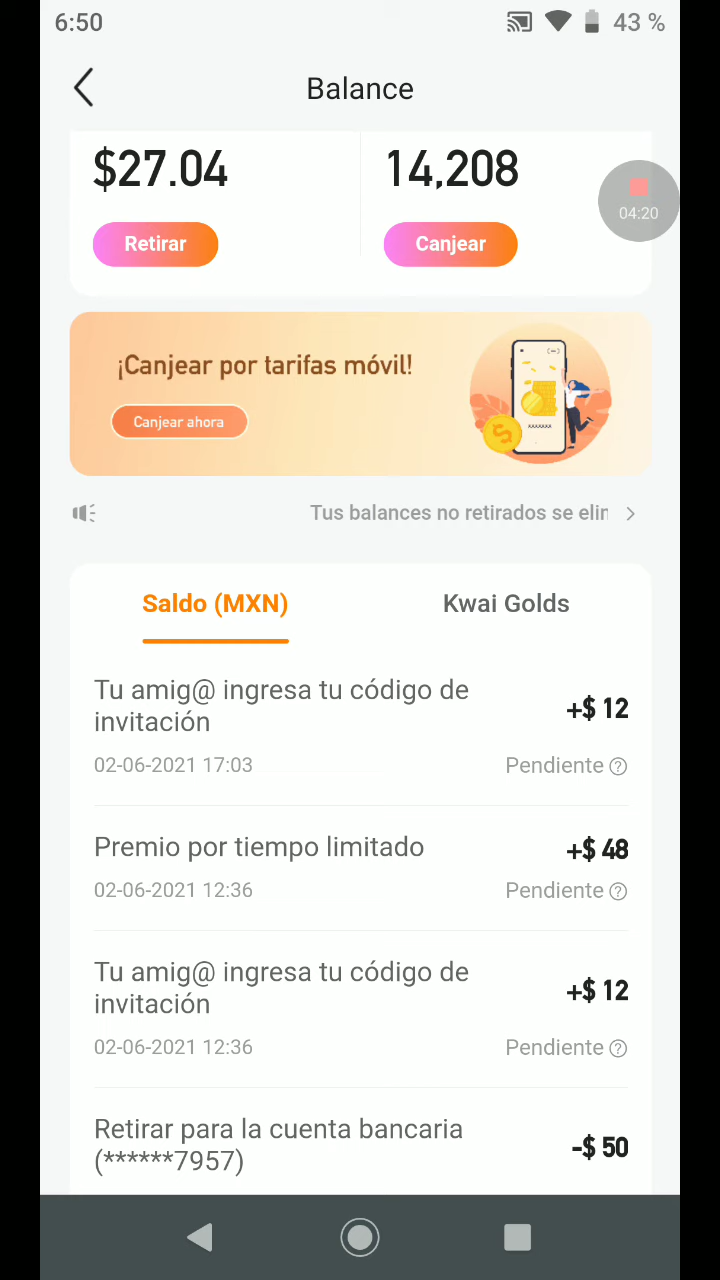 6:50
43 %
Balance
$27.04
14,208
04:20
Retirar
Canjear
¡Canjear por tarifas móvil!
Canjear ahora
Tus balances no retirados se elin
Saldo (MXN)
Kwai Golds
Tu amig@ ingresa tu código de
invitación
+$ 12
02-06-2021 17:03
Pendiente
Premio por tiempo limitado
+$ 48
02-06-2021 12:36
Pendiente
Tu amig@ ingresa tu código de
invitación
+$ 12
02-06-2021 12:36
Pendiente
Retirar para la cuenta bancaria
(******7957)
-$ 50